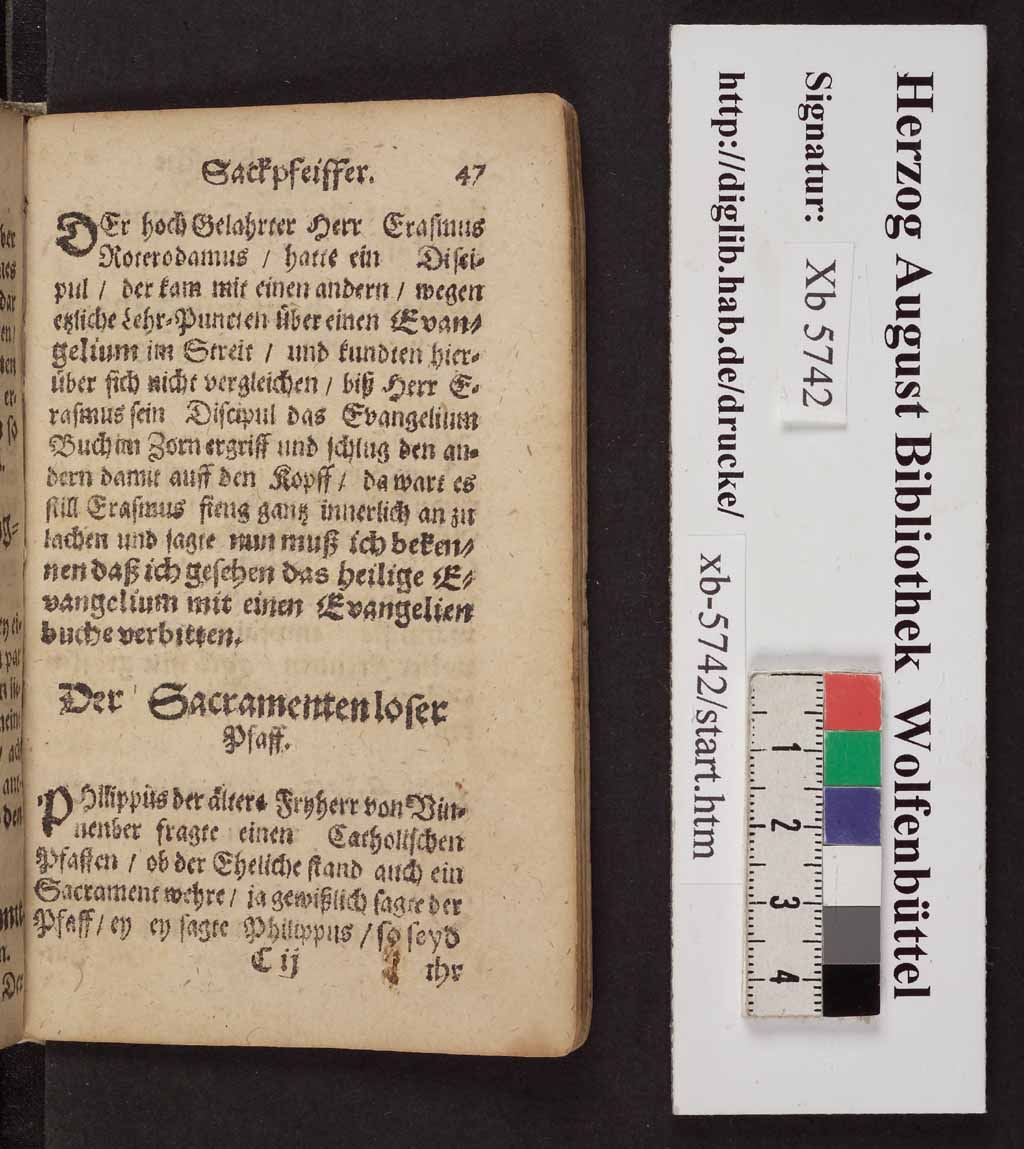 Sackpfeiffer. 47
DEr hoch Gelahrter Herr Erasmus
Roterodamus / hatte ein Disci-
pul / der kam mit einen andern / wegen
etzliche Lehr-Puncten über einen Evan-
gelium im Streit / und kundten hier-
über sich nicht vergleichen / biß Herr E-
rasmus sein Discipul das Evangelium
Buch im Zorn ergriff und schlug den an-
dern damit auff den Kopff / da wart es
still Erasmus fieng gantz innerlich an zu
lachen und sagte nun muß ich beken-
nen daß ich gesehen das heilige E-
vangelium mit einen Evangelien
buche verbitten.
Der Sacramenten loser
Pfaff.
PHilippus der älter Fryherr von Vin-
nenber fragte einen Catholischen
Pfaffen / ob der Eheliche stand auch ein
Sacrament wehre / ja gewißlich sagte der
Pfaff / ey ey sagte Philippus / so seyd
C ij ihr
Herzog August Bibliothek Wolfenbüttel
Signatur: Xb 5742
http://diglib.hab.de/drucke/
xb-5742/start.htm
1
2
3
4